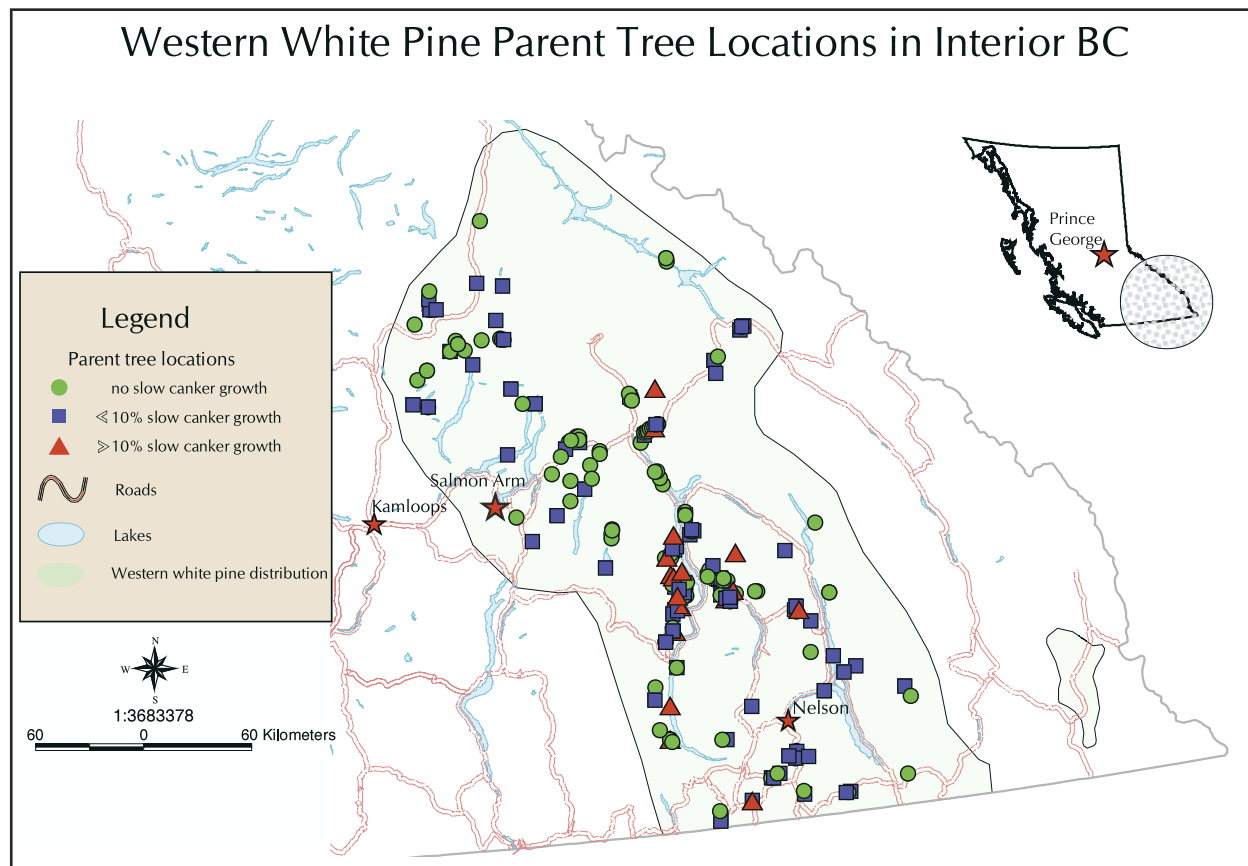 Western White Pine Parent Tree Locations in Interior BC
Prince
George
Legend
Parent tree locations
no slow canker growth
⩽ 10% slow canker growth
⩾ 10% slow canker growth
Roads
Lakes
Western white pine distribution
Salmon Arm
Kamloops
Nelson
N
W E
S
1:3683378
60 0 60 Kilometers